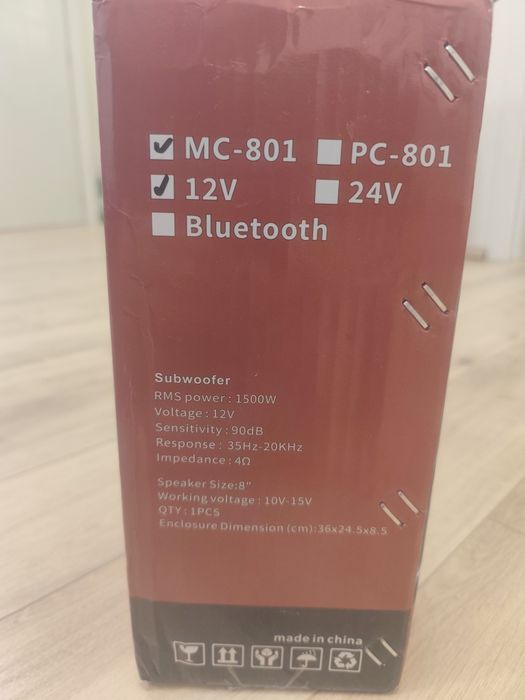 MC-801 PC-801
12V 24V
Bluetooth
Subwoofer
RMS power : 1500W
Voltage : 12V
Sensitivity : 90dB
Response : 35Hz-20KHz
Impedance : 4Ω
Speaker Size:8"
Working voltage : 10V-15V
QTY : 1PCS
Enclosure Dimension (cm):36x24.5x8.5
made in china